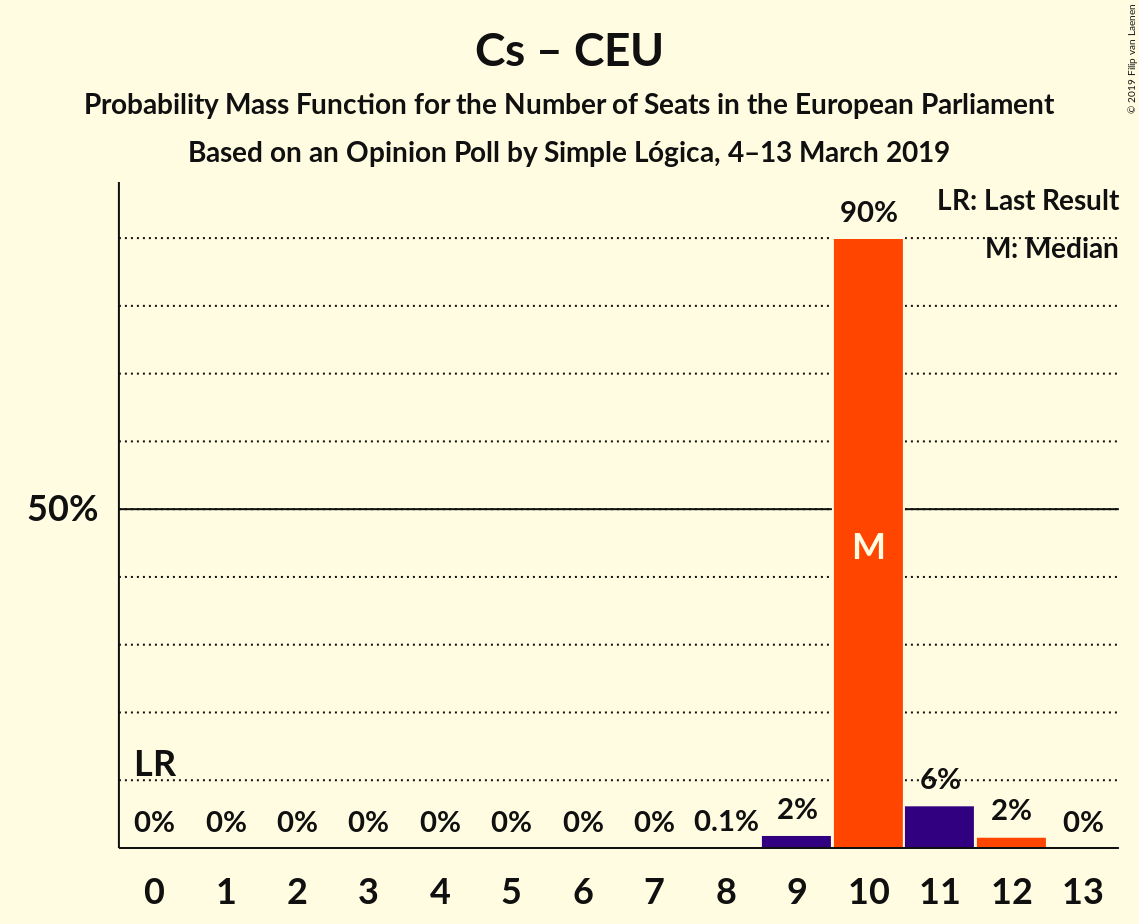 Cs – CEU
Probability Mass Function for the Number of Seats in the European Parliament
Based on an Opinion Poll by Simple Lógica, 4–13 March 2019
© 2019 Filip van Laenen
LR: Last Result
M: Median
90%
50%
M
LR
0% 0% 0% 0% 0% 0% 0% 0% 0.1% 2% 6% 2% 0%
0 1 2 3 4 5 6 7 8 9 10 11 12 13